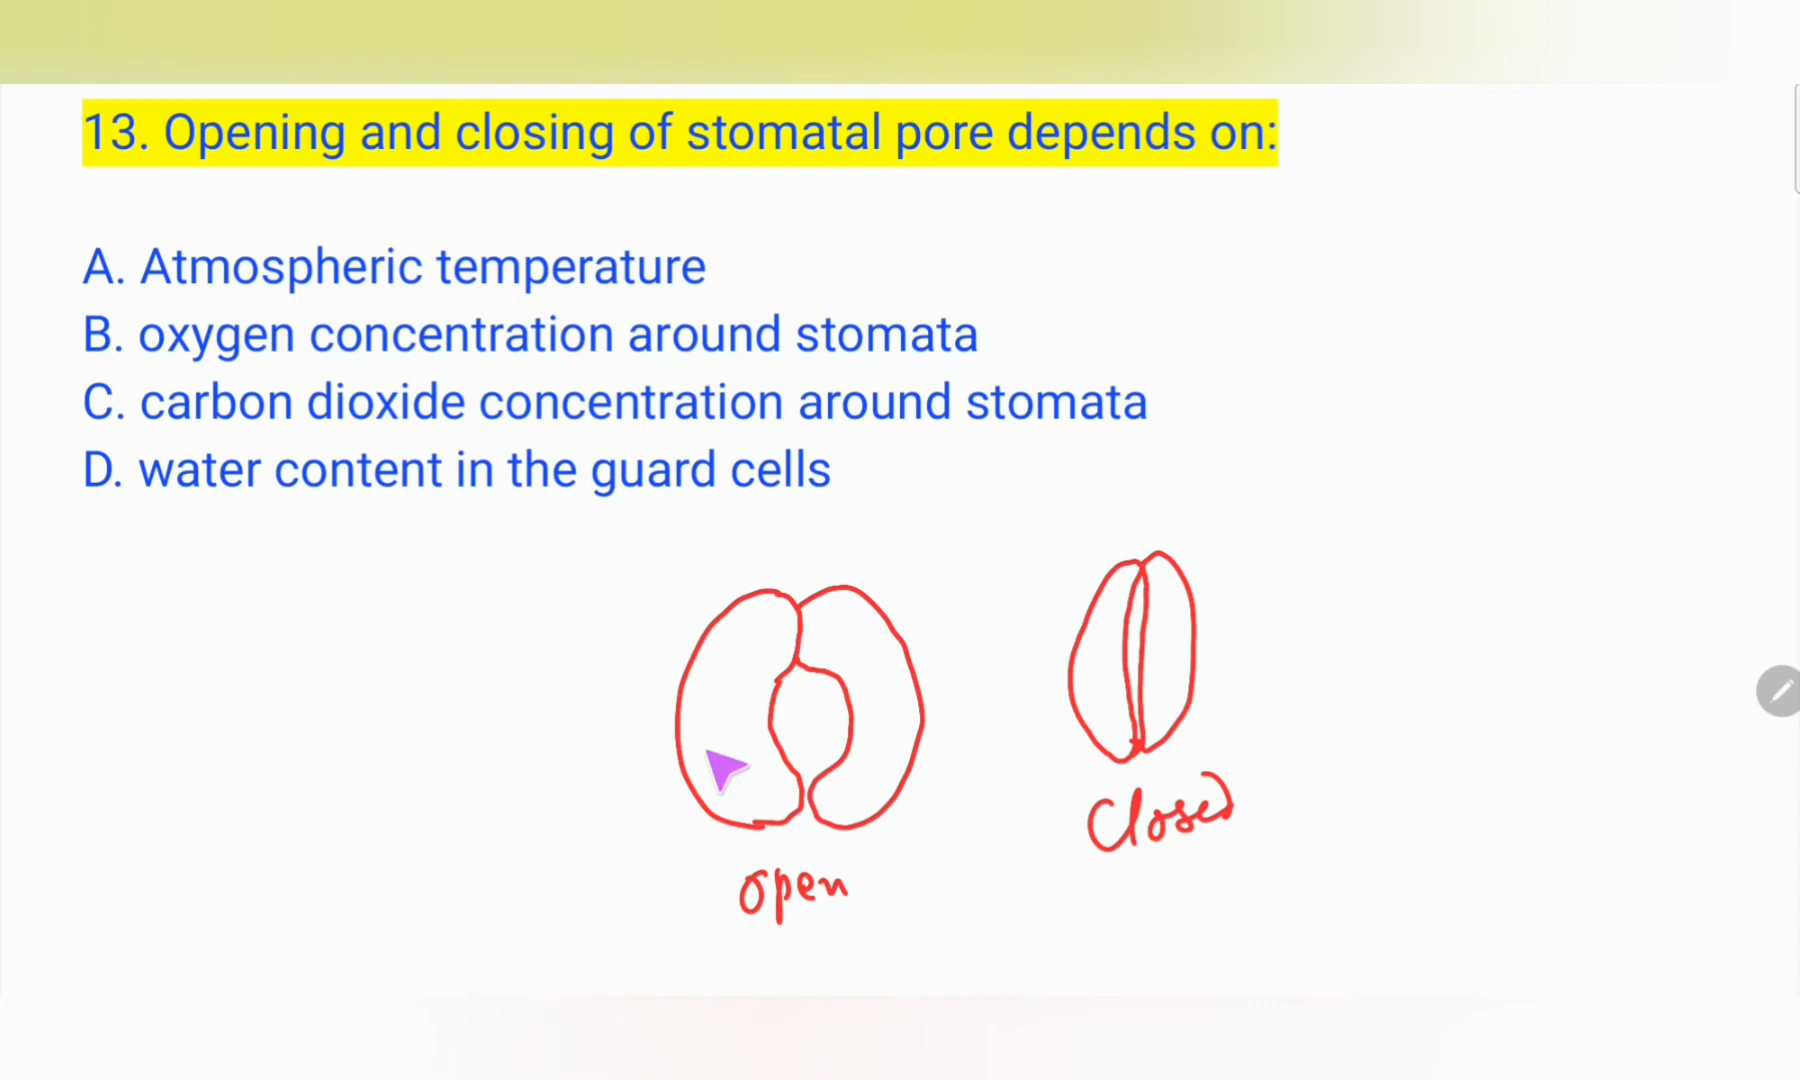 13. Opening and closing of stomatal pore depends on:
A. Atmospheric temperature
B. oxygen concentration around stomata
C. carbon dioxide concentration around stomata
D. water content in the guard cells
open
Closed